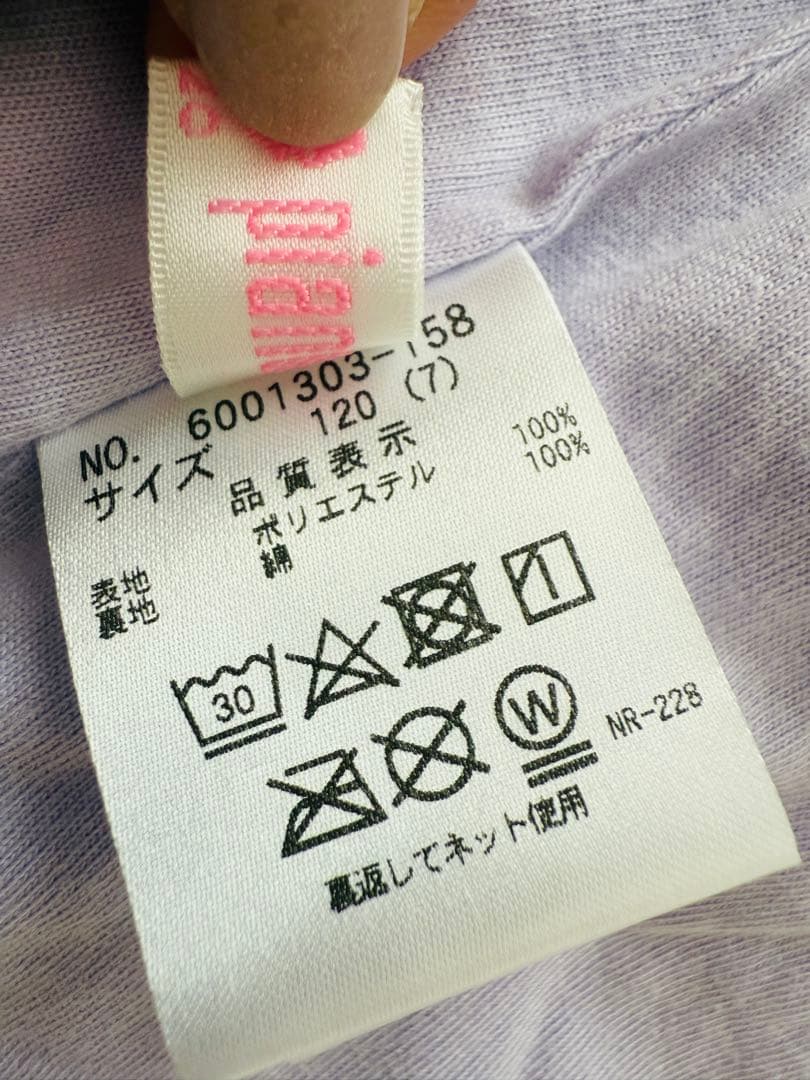 pian
NO. 6001303-158
サイズ 120 (7)
品質表示
表地 ポリエステル 100%
裏地 綿 100%
30
W
NR-228
裏返してネット使用